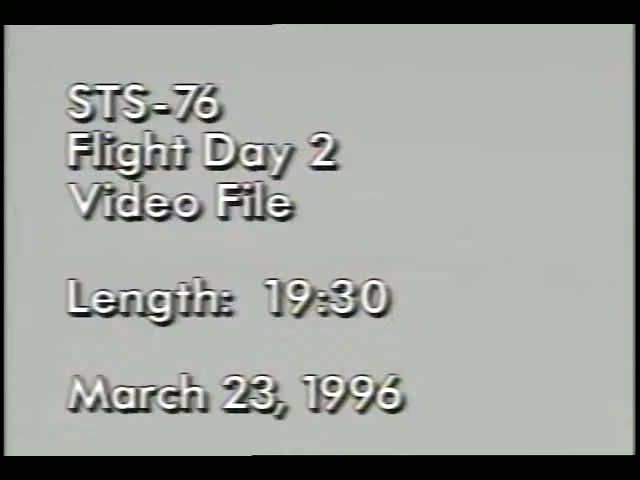 STS-76
Flight Day 2
Video File
Length: 19:30
March 23, 1996